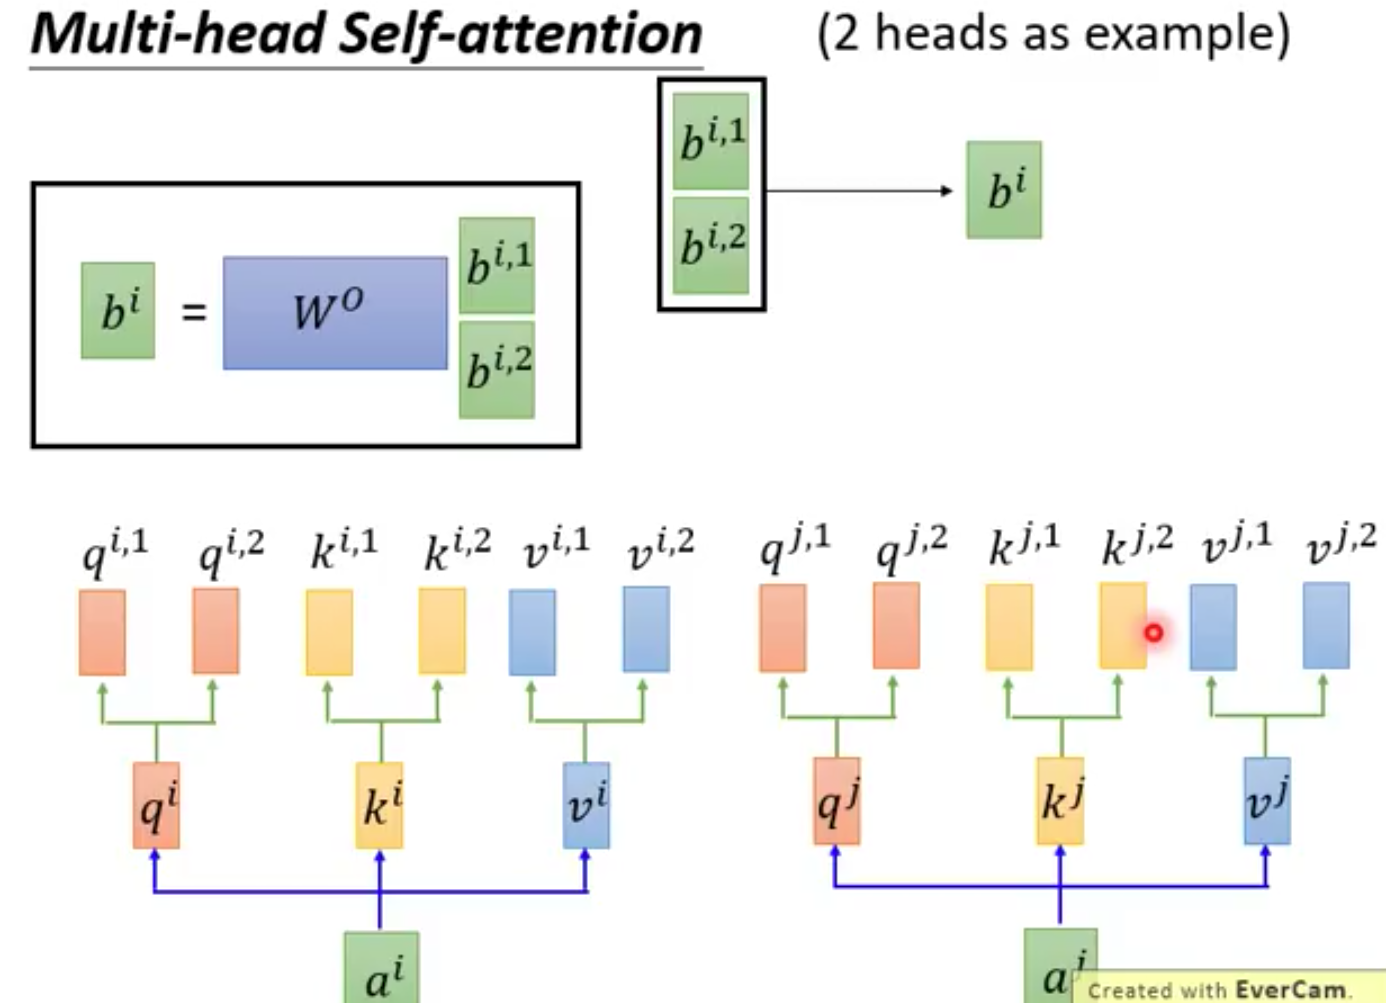 Multi-head Self-attention (2 heads as example)
b^{i,1}
b^{i,2}
b^i
b^i = W^O
b^{i,1}
b^{i,2}
q^{i,1} q^{i,2} k^{i,1} k^{i,2} v^{i,1} v^{i,2} q^{j,1} q^{j,2} k^{j,1} k^{j,2} v^{j,1} v^{j,2}
q^i k^i v^i q^j k^j v^j
a^i a^j
Created with EverCam.